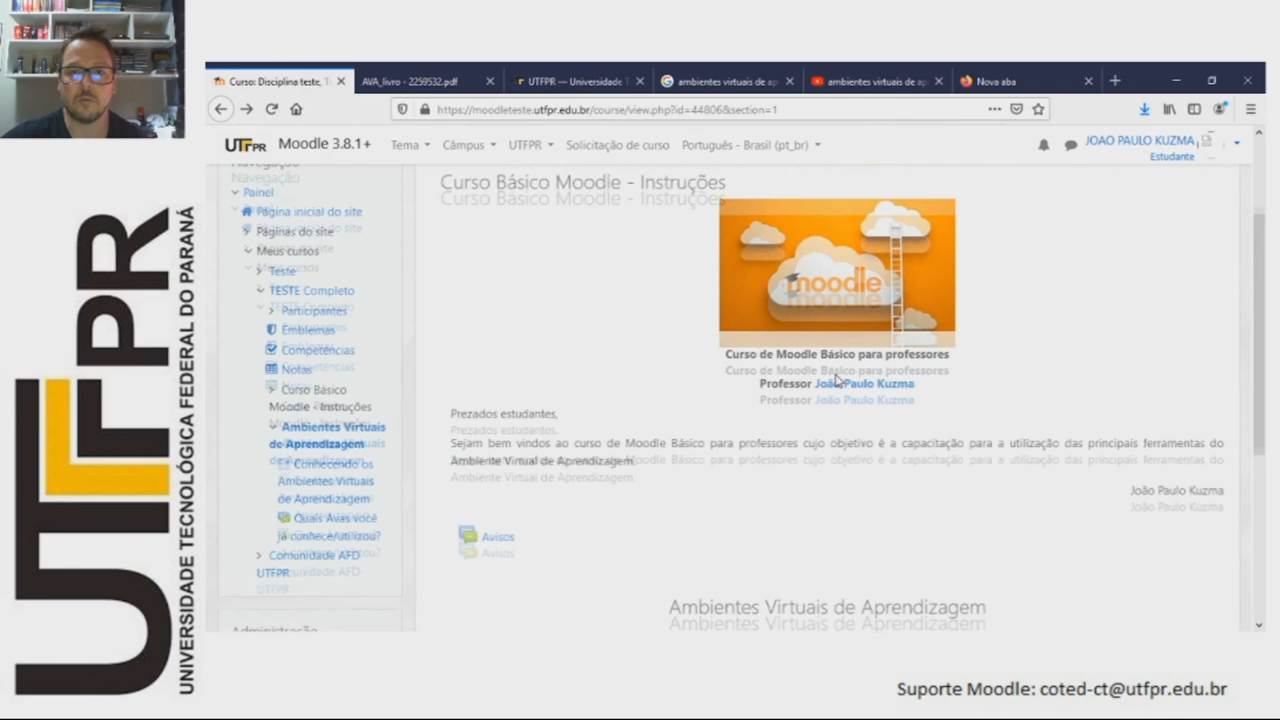 Curso: Disciplina teste, T
AVA_livro - 2259532.pdf
UTFPR — Universidade T
ambientes virtuais de ap
ambientes virtuais de ap
Nova aba
https://moodleteste.utfpr.edu.br/course/view.php?id=44806&section=1
UTFPR Moodle 3.8.1+ Tema Câmpus UTFPR Solicitação de curso Português - Brasil (pt_br)
JOAO PAULO KUZMA
Estudante
Navegação
Painel
Página inicial do site
Páginas do site
Meus cursos
Teste
TESTE Completo
Participantes
Emblemas
Competências
Notas
Curso Básico
Moodle - Instruções
Ambientes Virtuais
de Aprendizagem
Conhecendo os
Ambientes Virtuais
de Aprendizagem
Quais Avas você
já conhece/utilizou?
Comunidade AFD
UTFPR
Administração
Curso Básico Moodle - Instruções
moodle
Curso de Moodle Básico para professores
Professor João Paulo Kuzma
Prezados estudantes,
Sejam bem vindos ao curso de Moodle Básico para professores cujo objetivo é a capacitação para a utilização das principais ferramentas do
Ambiente Virtual de Aprendizagem.
João Paulo Kuzma
Avisos
Ambientes Virtuais de Aprendizagem
UTFPR
UNIVERSIDADE TECNOLÓGICA FEDERAL DO PARANÁ
Suporte Moodle: coted-ct@utfpr.edu.br